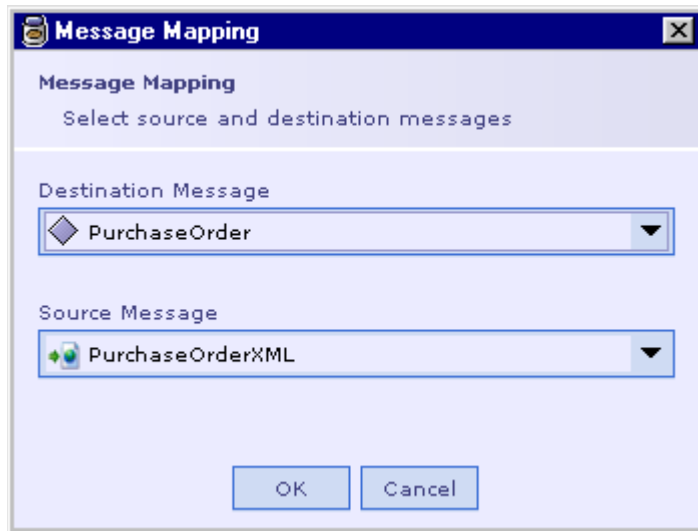 Message Mapping
Message Mapping
Select source and destination messages
Destination Message
PurchaseOrder
Source Message
PurchaseOrderXML
OK Cancel